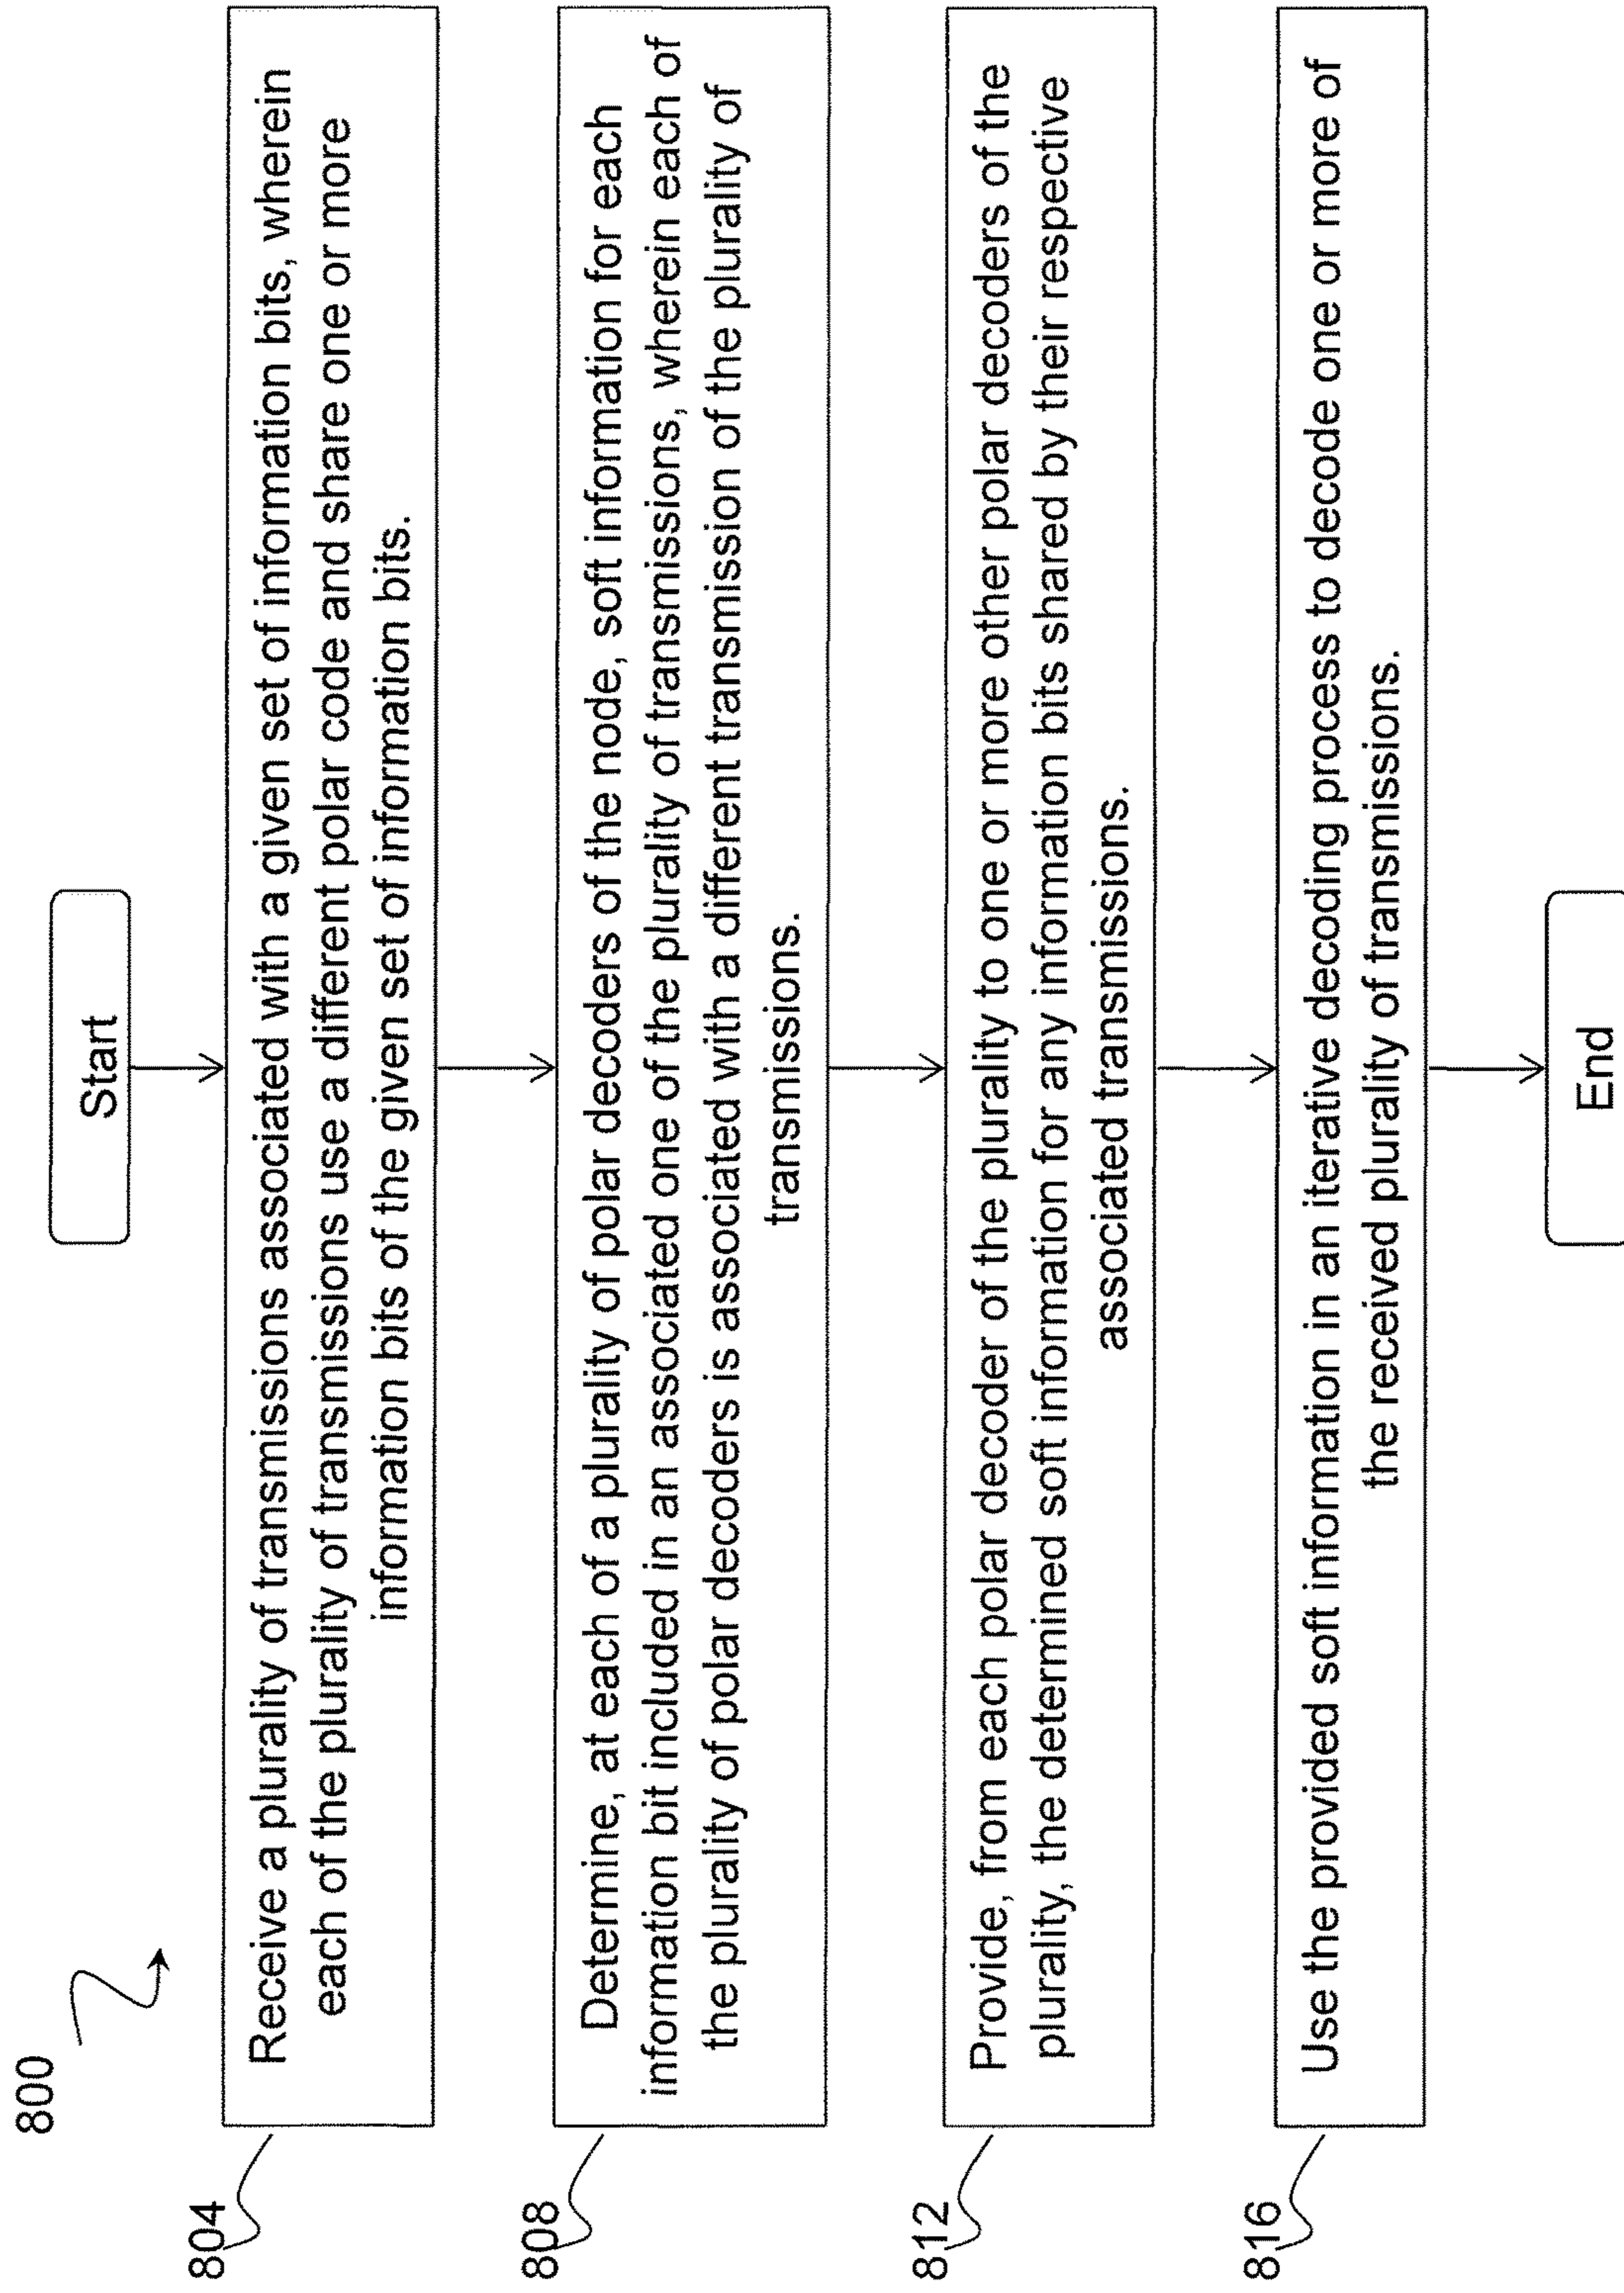 800
Start
804
Receive a plurality of transmissions associated with a given set of information bits, wherein
each of the plurality of transmissions use a different polar code and share one or more
information bits of the given set of information bits.
808
Determine, at each of a plurality of polar decoders of the node, soft information for each
information bit included in an associated one of the plurality of transmissions, wherein each of
the plurality of polar decoders is associated with a different transmission of the plurality of
transmissions.
812
Provide, from each polar decoder of the plurality to one or more other polar decoders of the
plurality, the determined soft information for any information bits shared by their respective
associated transmissions.
816
Use the provided soft information in an iterative decoding process to decode one or more of
the received plurality of transmissions.
End